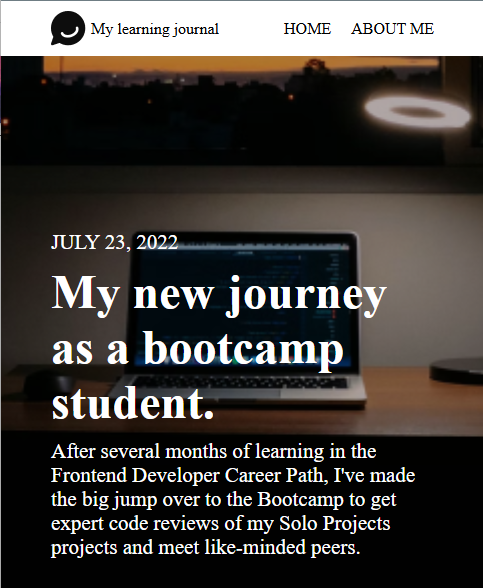 My learning journal
HOME
ABOUT ME
JULY 23, 2022
My new journey
as a bootcamp
student.
After several months of learning in the
Frontend Developer Career Path, I've made
the big jump over to the Bootcamp to get
expert code reviews of my Solo Projects
projects and meet like-minded peers.